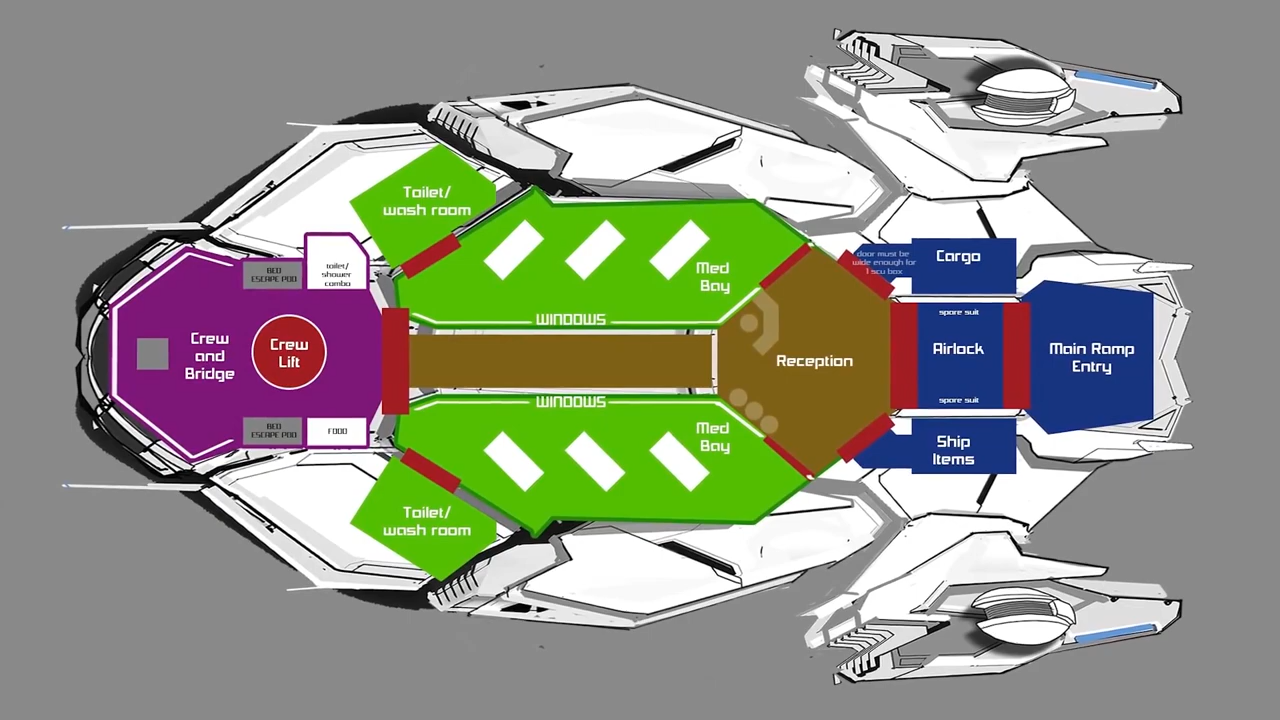 Toilet/
wash room
BED
ESCAPE POD
toilet/
shower
combo
Crew
and
Bridge
Crew
Lift
BED
ESCAPE POD
FOOD
Toilet/
wash room
Med
Bay
WINDOWS
WINDOWS
Med
Bay
Reception
door must be
wide enough for
1 scu box
Cargo
spare suit
Airlock
spare suit
Ship
Items
Main Ramp
Entry